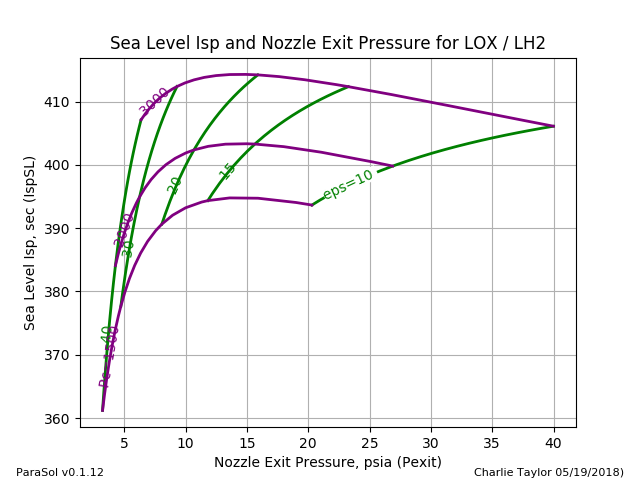 Sea Level Isp and Nozzle Exit Pressure for LOX / LH2
Sea Level Isp, sec (IspSL)
410
400
390
380
370
360
3000
2000
Pc=1500
40
30
20
15
eps=10
5
10
15
20
25
30
35
40
Nozzle Exit Pressure, psia (Pexit)
ParaSol v0.1.12
Charlie Taylor 05/19/2018)